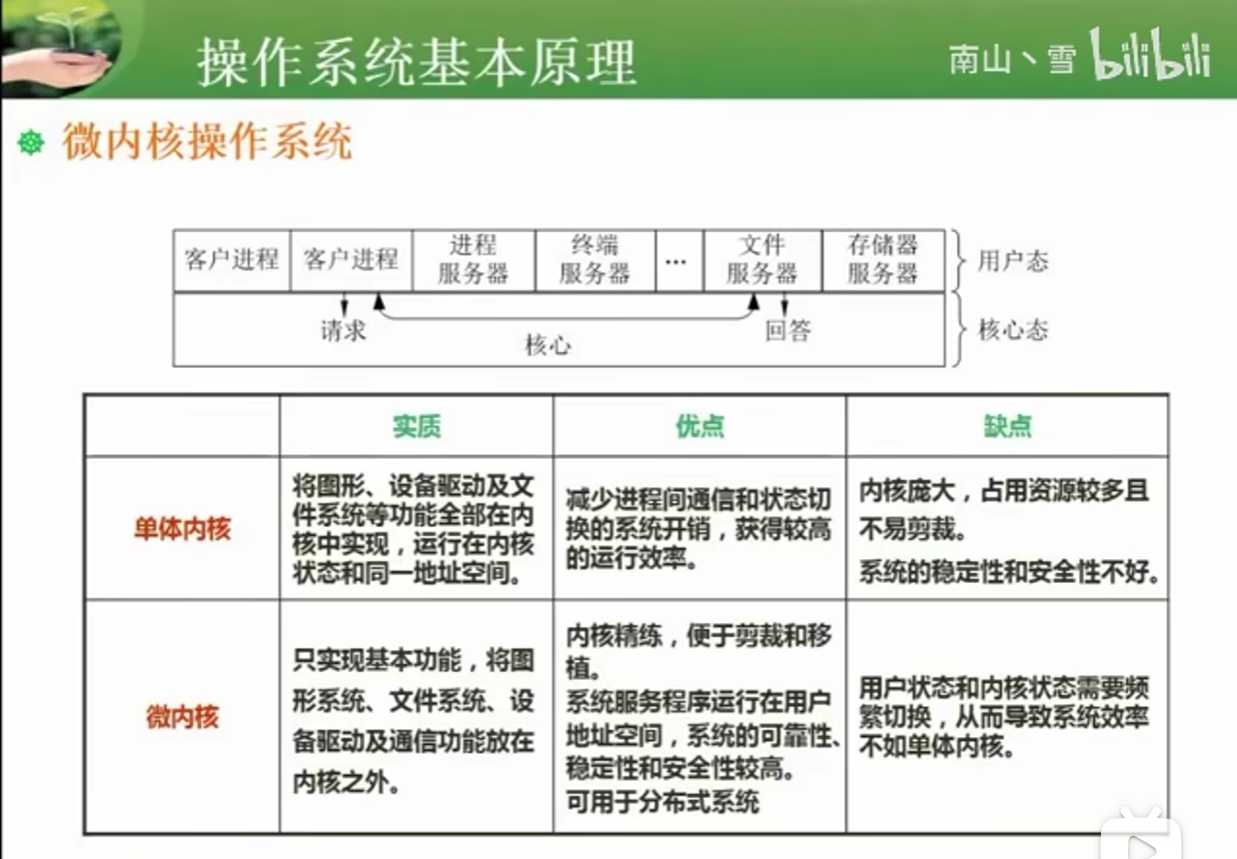 操作系统基本原理
南山丶雪 bilibili
微内核操作系统
客户进程 客户进程 进程 服务器 终端 服务器 ... 文件 服务器 存储器 服务器 用户态
请求 核心 回答 核心态
实质 优点 缺点
单体内核
将图形、设备驱动及文
件系统等功能全部在内
核中实现，运行在内核
状态和同一地址空间。
减少进程间通信和状态切
换的系统开销，获得较高
的运行效率。
内核庞大，占用资源较多且
不易剪裁。
系统的稳定性和安全性不好。
微内核
只实现基本功能，将图
形系统、文件系统、设
备驱动及通信功能放在
内核之外。
内核精练，便于剪裁和移
植。
系统服务程序运行在用户
地址空间，系统的可靠性、
稳定性和安全性较高。
可用于分布式系统
用户状态和内核状态需要频
繁切换，从而导致系统效率
不如单体内核。